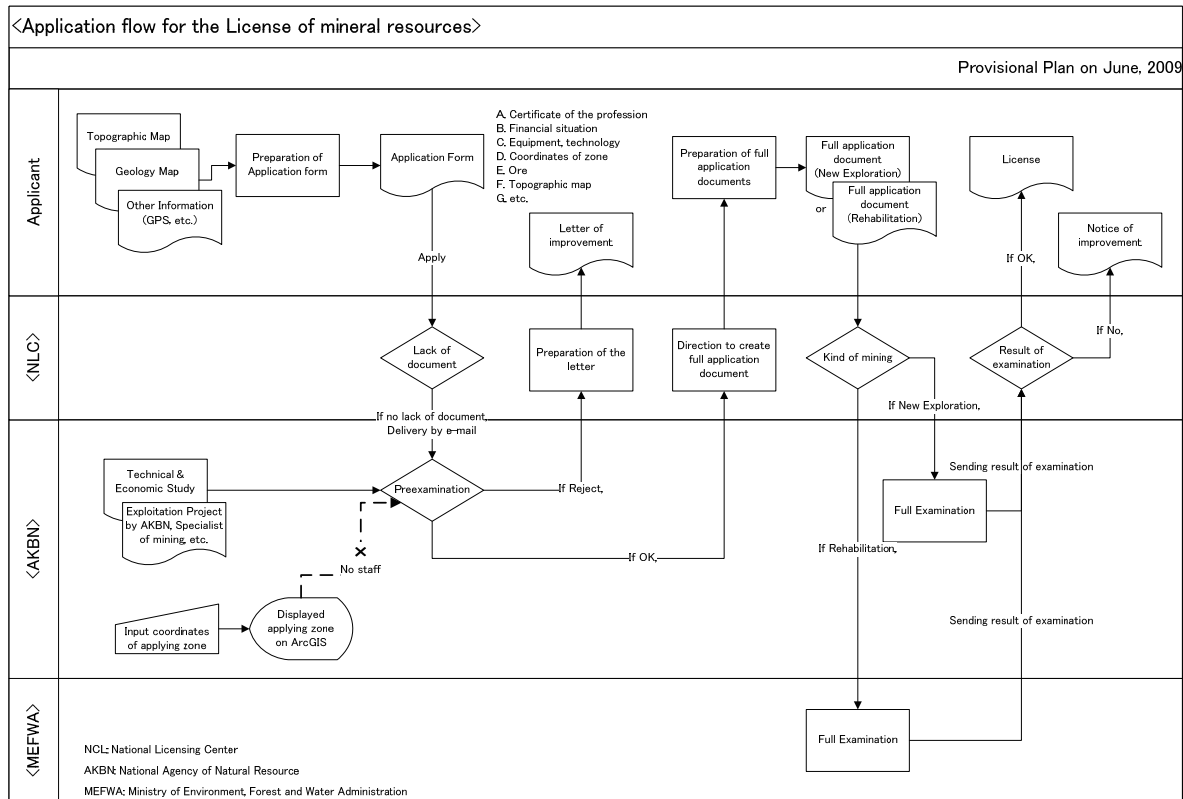 <Application flow for the License of mineral resources>
Provisional Plan on June, 2009
Applicant
Topographic Map
Geology Map
Other Information
(GPS, etc.)
Preparation of
Application form
Application Form
A. Certificate of the profession
B. Financial situation
C. Equipment, technology
D. Coordinates of zone
E. Ore
F. Topographic map
G. etc.
Letter of
improvement
Apply
Preparation of full
application
documents
Full application
document
(New Exploration)
or
Full application
document
(Rehabilitation)
License
Notice of
improvement
If OK,
<NLC>
Lack of
document
Preparation of the
letter
Direction to create
full application
document
Kind of mining
Result of
examination
If No,
If New Exploration,
If no lack of document,
Delivery by e-mail
<AKBN>
Technical &
Economic Study
Exploitation Project
by AKBN, Specialist
of mining, etc.
Preexamination
If Reject,
Sending result of examination
Full Examination
If Rehabilitation,
If OK,
No staff
Input coordinates
of applying zone
Displayed
applying zone
on ArcGIS
Sending result of examination
<MEFWA>
Full Examination
NCL: National Licensing Center
AKBN: National Agency of Natural Resource
MEFWA: Ministry of Environment, Forest and Water Administration